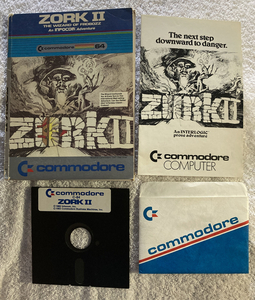 ZORK II
THE WIZARD OF FROBOZZ
An INFOCOM Adventure
commodore
64
ZORK II
commodore
The next step
downward to danger.
ZORK II
An INTERLOGIC
prose adventure
commodore
COMPUTER
commodore
ZORK II
commodore